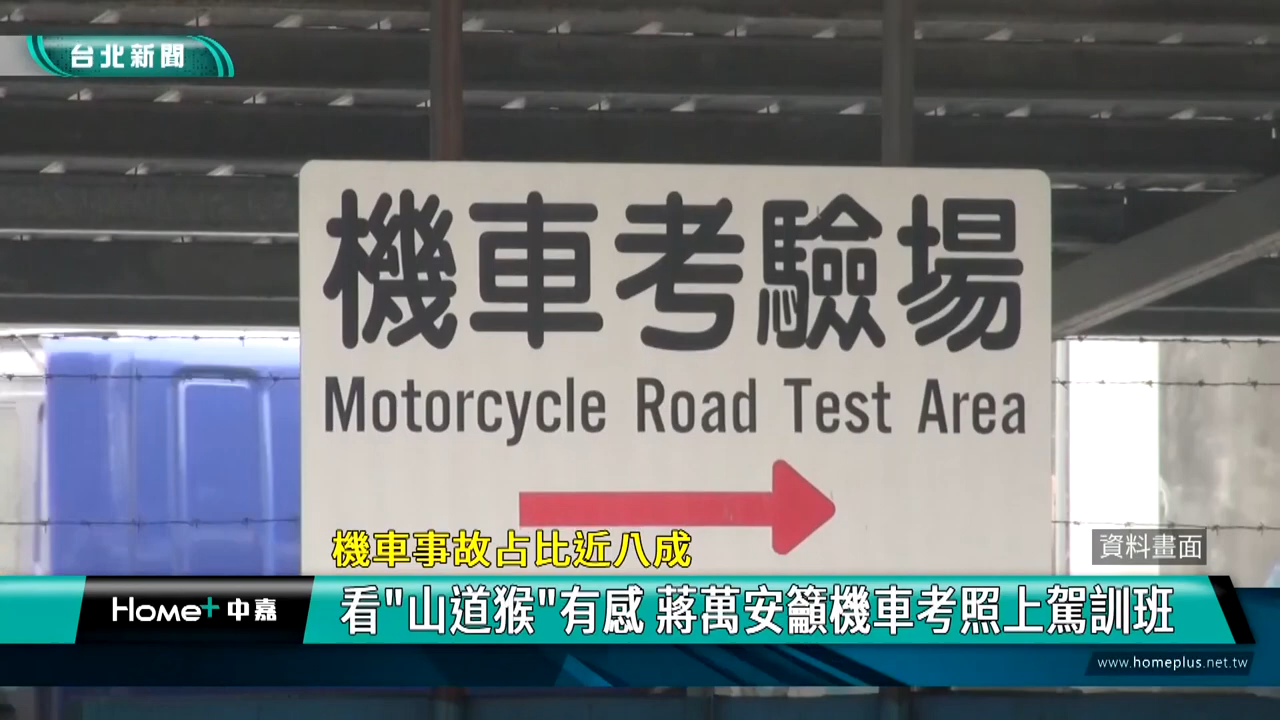 台北新聞
機車考驗場
Motorcycle Road Test Area
機車事故占比近八成
資料畫面
Home+ 中嘉
看"山道猴"有感 蔣萬安籲機車考照上駕訓班
www.homeplus.net.tw